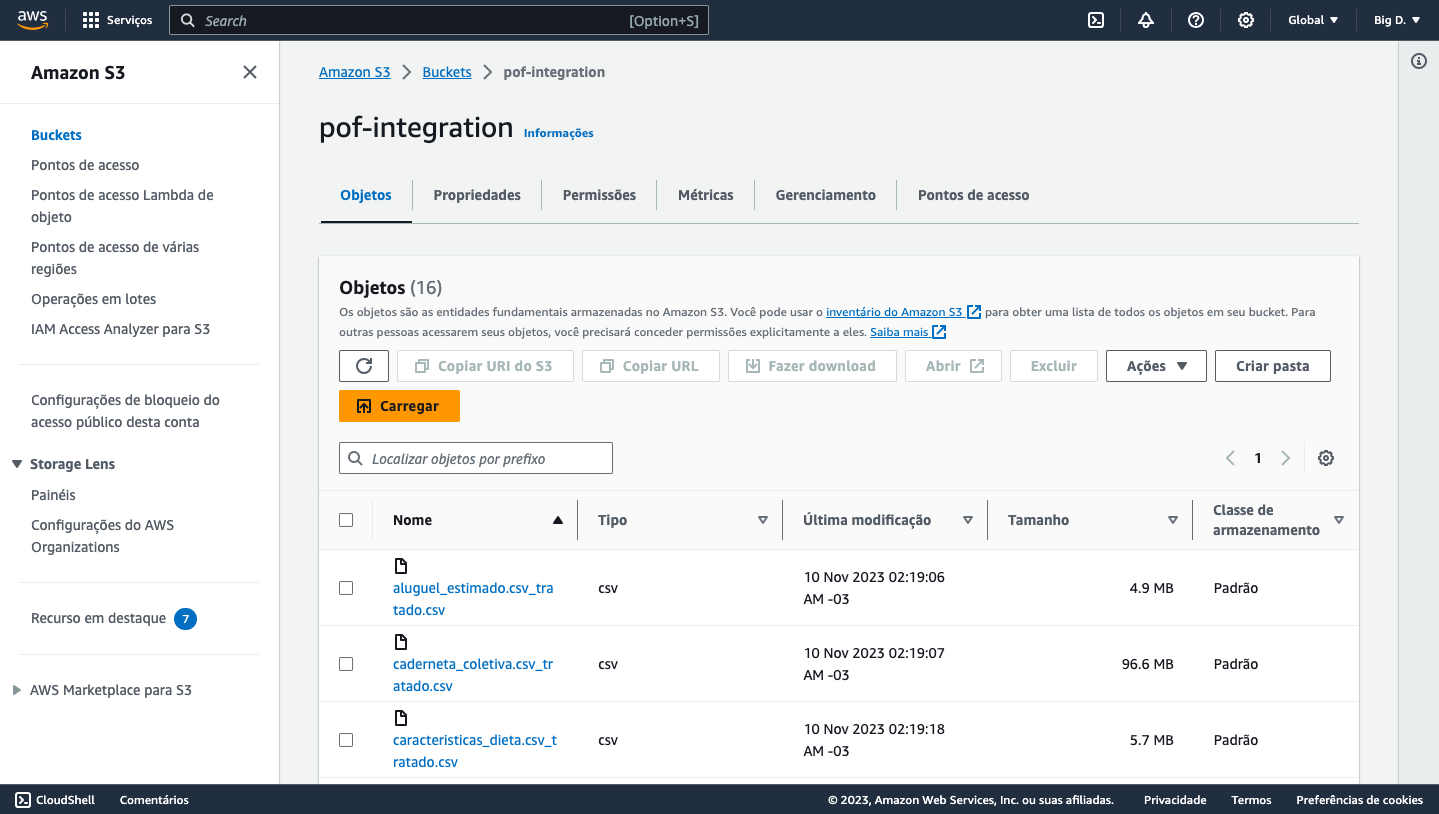 aws
Serviços
Search
[Option+S]
Global
Big D.
Amazon S3
Buckets
Pontos de acesso
Pontos de acesso Lambda de
objeto
Pontos de acesso de várias
regiões
Operações em lotes
IAM Access Analyzer para S3
Configurações de bloqueio do
acesso público desta conta
Storage Lens
Painéis
Configurações do AWS
Organizations
Recurso em destaque 7
AWS Marketplace para S3
Amazon S3 Buckets pof-integration
pof-integration Informações
Objetos Propriedades Permissões Métricas Gerenciamento Pontos de acesso
Objetos (16)
Os objetos são as entidades fundamentais armazenadas no Amazon S3. Você pode usar o inventário do Amazon S3 para obter uma lista de todos os objetos em seu bucket. Para
outras pessoas acessarem seus objetos, você precisará conceder permissões explicitamente a eles. Saiba mais
Copiar URI do S3 Copiar URL Fazer download Abrir Excluir Ações Criar pasta
Carregar
Localizar objetos por prefixo
1
Nome Tipo Última modificação Tamanho Classe de
armazenamento
aluguel_estimado.csv_tra
tado.csv
csv
10 Nov 2023 02:19:06
AM -03
4.9 MB
Padrão
caderneta_coletiva.csv_tr
atado.csv
csv
10 Nov 2023 02:19:07
AM -03
96.6 MB
Padrão
caracteristicas_dieta.csv_t
ratado.csv
csv
10 Nov 2023 02:19:18
AM -03
5.7 MB
Padrão
CloudShell Comentários © 2023, Amazon Web Services, Inc. ou suas afiliadas. Privacidade Termos Preferências de cookies